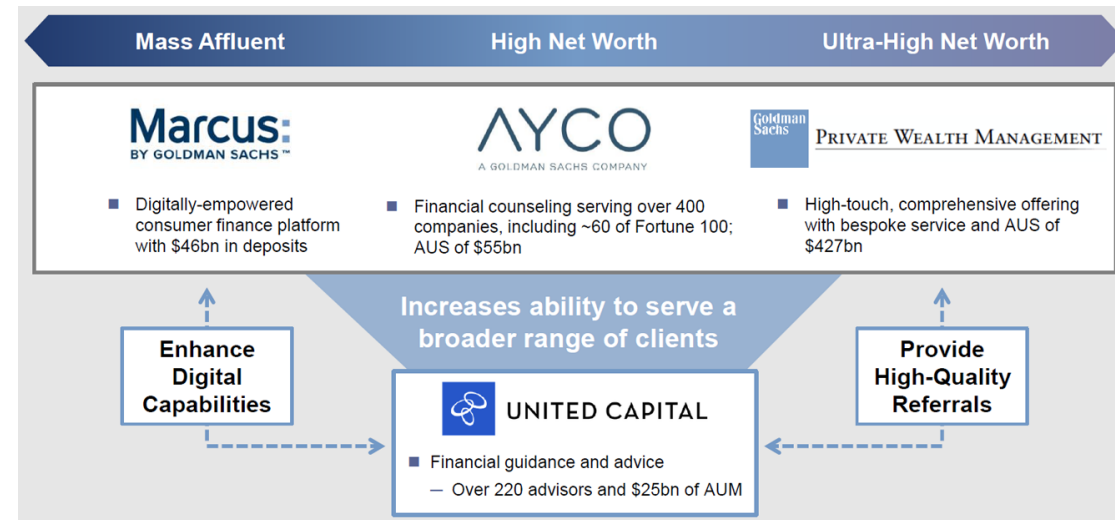 Mass Affluent
High Net Worth
Ultra-High Net Worth
Marcus:
BY GOLDMAN SACHS™
■ Digitally-empowered
consumer finance platform
with $46bn in deposits
AYCO
A GOLDMAN SACHS COMPANY
■ Financial counseling serving over 400
companies, including ~60 of Fortune 100;
AUS of $55bn
Goldman
Sachs
PRIVATE WEALTH MANAGEMENT
■ High-touch, comprehensive offering
with bespoke service and AUS of
$427bn
Increases ability to serve a
broader range of clients
Enhance
Digital
Capabilities
Provide
High-Quality
Referrals
UNITED CAPITAL
■ Financial guidance and advice
– Over 220 advisors and $25bn of AUM